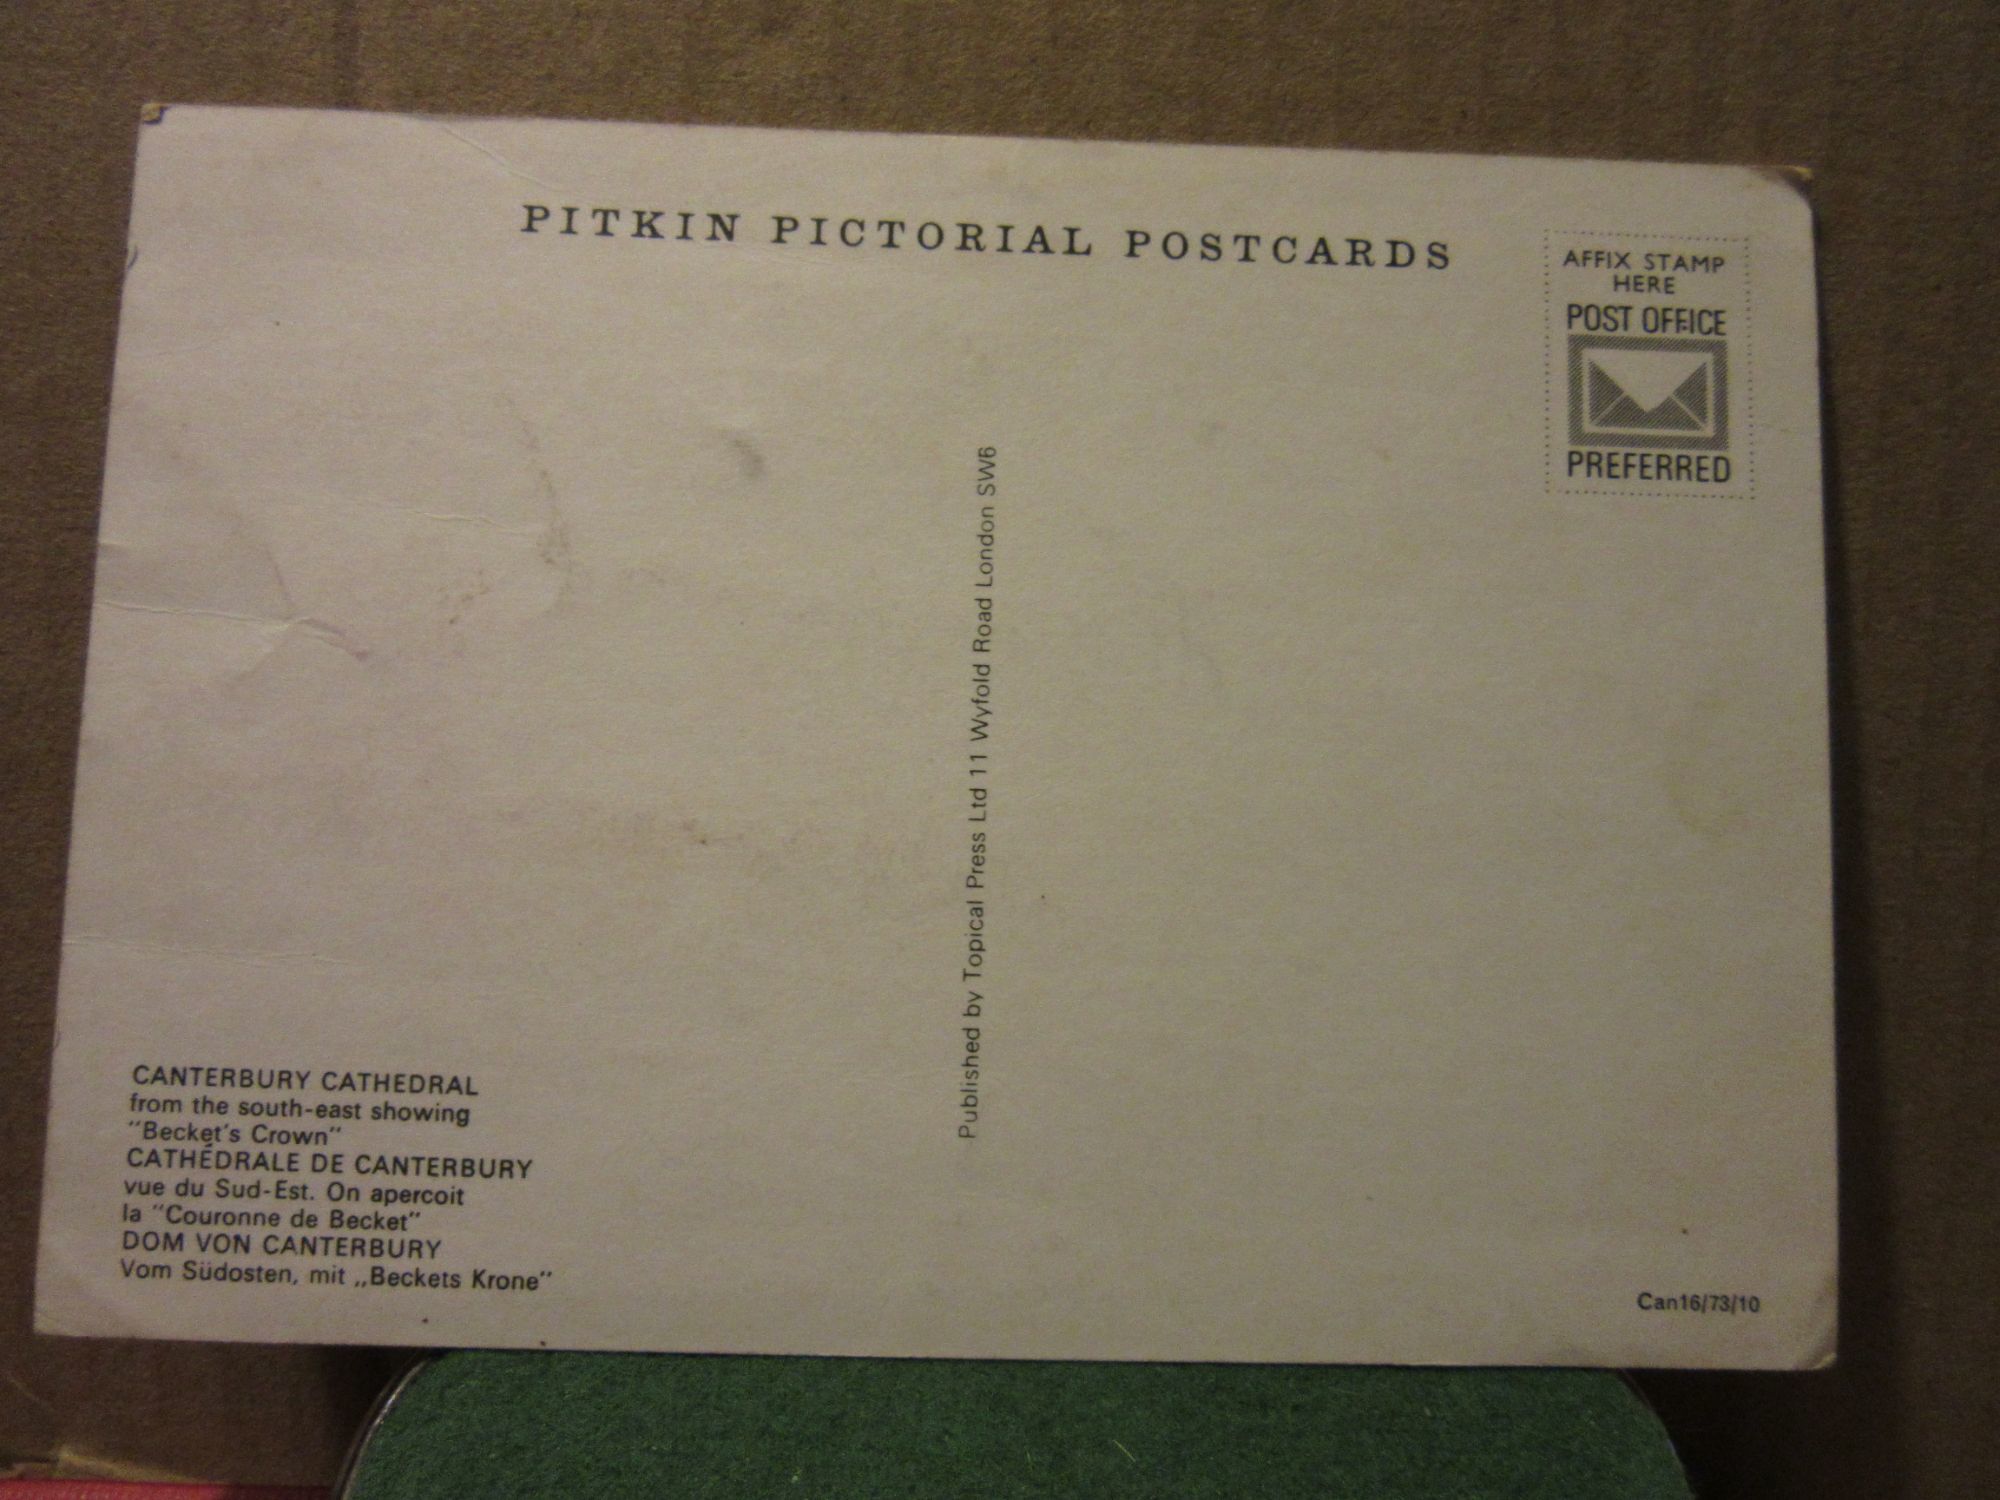 PITKIN PICTORIAL POSTCARDS
AFFIX STAMP
HERE
POST OFFICE
PREFERRED
Published by Topical Press Ltd 11 Wyfold Road London SW6
CANTERBURY CATHEDRAL
from the south-east showing
"Becket's Crown"
CATHÉDRALE DE CANTERBURY
vue du Sud-Est. On apercoit
la "Couronne de Becket"
DOM VON CANTERBURY
Vom Südosten, mit „Beckets Krone"
Can16/73/10